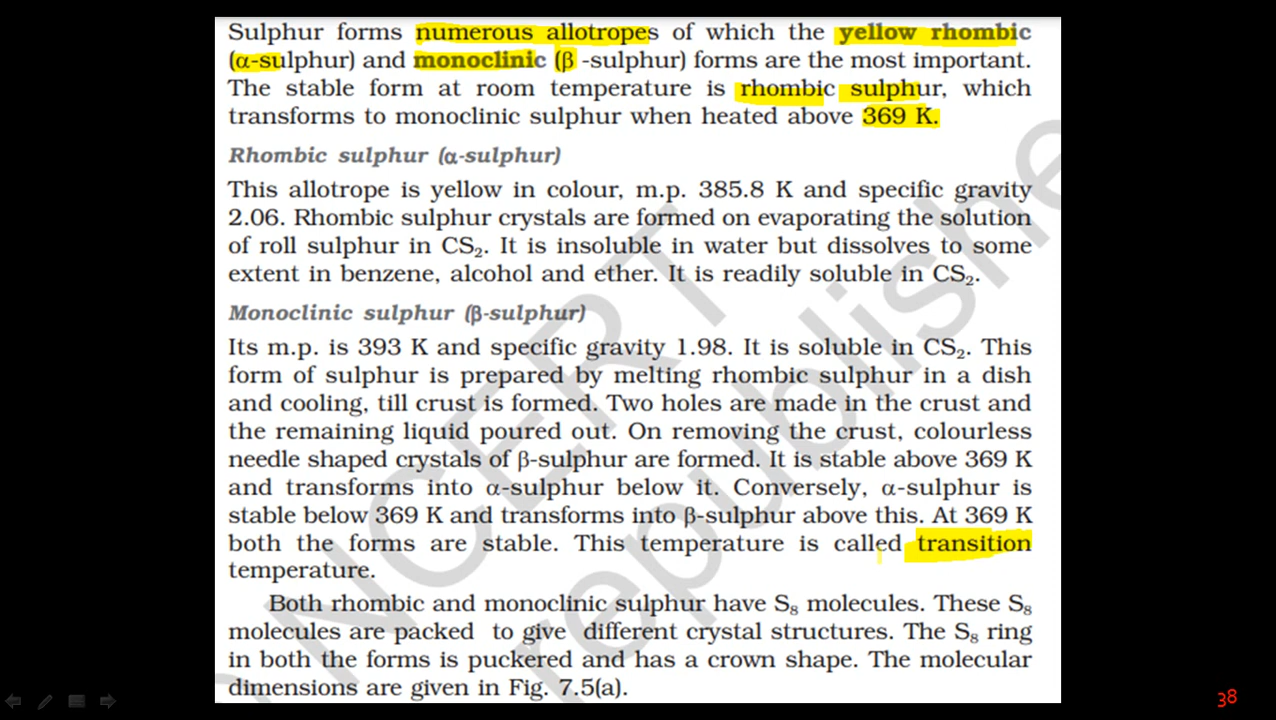 Sulphur forms numerous allotropes of which the yellow rhombic
(α-sulphur) and monoclinic (β -sulphur) forms are the most important.
The stable form at room temperature is rhombic sulphur, which
transforms to monoclinic sulphur when heated above 369 K.
Rhombic sulphur (α-sulphur)
This allotrope is yellow in colour, m.p. 385.8 K and specific gravity
2.06. Rhombic sulphur crystals are formed on evaporating the solution
of roll sulphur in CS₂. It is insoluble in water but dissolves to some
extent in benzene, alcohol and ether. It is readily soluble in CS₂.
Monoclinic sulphur (β-sulphur)
Its m.p. is 393 K and specific gravity 1.98. It is soluble in CS₂. This
form of sulphur is prepared by melting rhombic sulphur in a dish
and cooling, till crust is formed. Two holes are made in the crust and
the remaining liquid poured out. On removing the crust, colourless
needle shaped crystals of β-sulphur are formed. It is stable above 369 K
and transforms into α-sulphur below it. Conversely, α-sulphur is
stable below 369 K and transforms into β-sulphur above this. At 369 K
both the forms are stable. This temperature is called transition
temperature.
Both rhombic and monoclinic sulphur have S₈ molecules. These S₈
molecules are packed to give different crystal structures. The S₈ ring
in both the forms is puckered and has a crown shape. The molecular
dimensions are given in Fig. 7.5(a).
NCERT
republishe
38